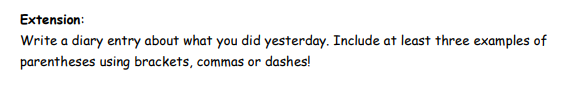 Extension:
Write a diary entry about what you did yesterday. Include at least three examples of
parentheses using brackets, commas or dashes!